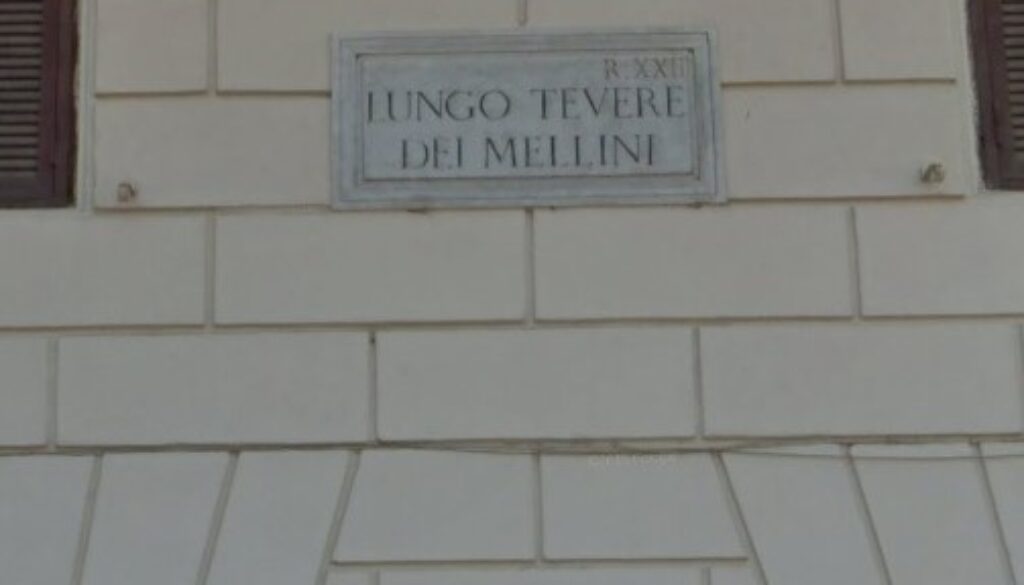 R·XXII
LUNGO TEVERE
DEI MELLINI